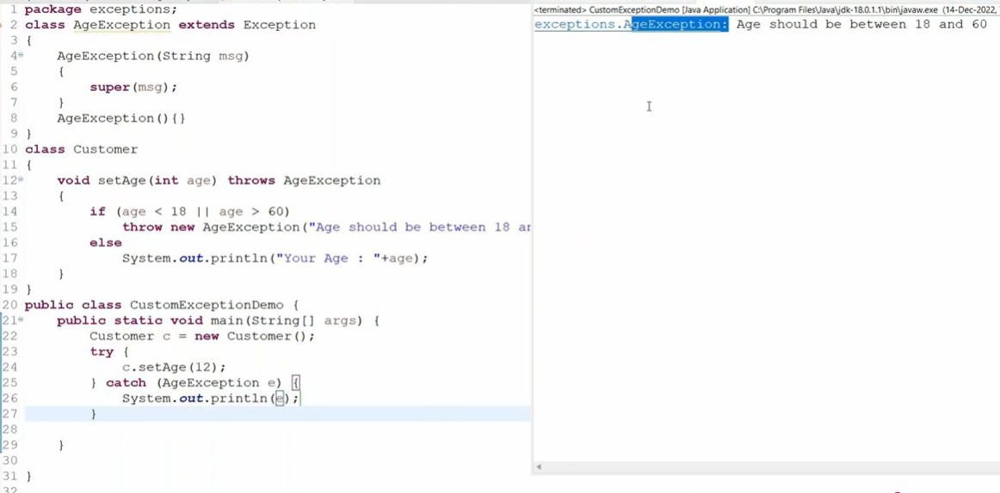 1 package exceptions;
2 class AgeException extends Exception
3 {
4 AgeException(String msg)
5 {
6 super(msg);
7 }
8 AgeException(){}
9 }
10 class Customer
11 {
12 void setAge(int age) throws AgeException
13 {
14 if (age < 18 || age > 60)
15 throw new AgeException("Age should be between 18 ar
16 else
17 System.out.println("Your Age : "+age);
18 }
19 }
20 public class CustomExceptionDemo {
21 public static void main(String[] args) {
22 Customer c = new Customer();
23 try {
24 c.setAge(12);
25 } catch (AgeException e) {
26 System.out.println(e);
27 }
28
29 }
30
31 }
32
<terminated> CustomExceptionDemo [Java Application] C:\Program Files\Java\jdk-18.0.1.1\bin\javaw.exe (14-Dec-2022,
exceptions.AgeException: Age should be between 18 and 60